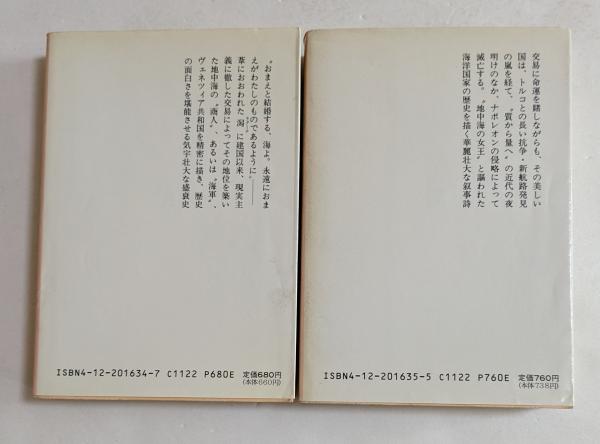 〝おまえと結婚する、海よ。永遠におま
えがわたしのものであるように〟――
葦におおわれた〝潟〟に建国以来、現実主
義に徹した交易によってその地位を築い
た地中海の〝商人〟、あるいは〝海軍〟、
ヴェネツィア共和国を精密に描き、歴史
の面白さを堪能させる気宇壮大な盛衰史
ISBN4-12-201634-7 C1122 P680E 定価680円
(本体660円)
交易に命運を賭しながらも、その美しい
国は、トルコとの長い抗争・新航路発見
の嵐を経て、〝質から量へ〟の近代の夜
明けのなか、ナポレオンの侵略によって
滅亡する。〝地中海の女王〟と謳われた
海洋国家の歴史を描く華麗壮大な叙事詩
ISBN4-12-201635-5 C1122 P760E 定価760円
(本体738円)